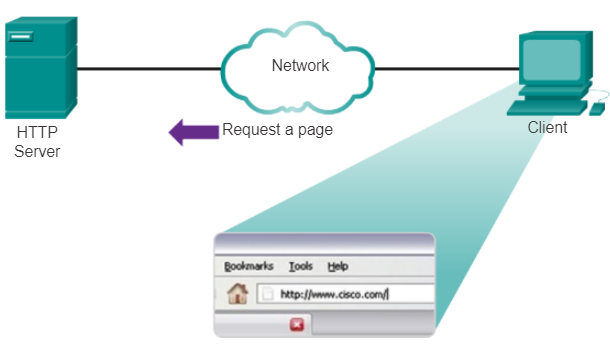 Network
HTTP
Server
Request a page
Client
Bookmarks Tools Help
http://www.cisco.com/